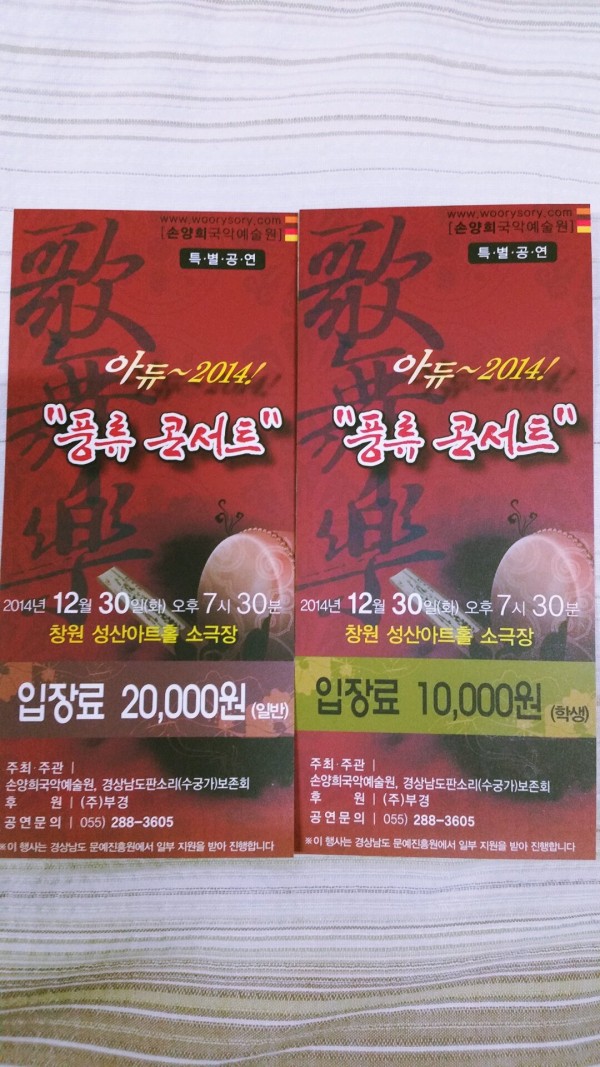 www.woorysory.com
[손양희국악예술원]
특·별·공·연
歌舞樂
아듀~2014!
"풍류 콘서트"
2014년 12월 30일(화) 오후 7시 30분
창원 성산아트홀 소극장
입장료 20,000원 (일반)
주최·주관 |
손양희국악예술원, 경상남도판소리(수궁가)보존회
후 원 | (주)부경
공연문의 | 055) 288-3605
※이 행사는 경상남도 문예진흥원에서 일부 지원을 받아 진행합니다
www.woorysory.com
[손양희국악예술원]
특·별·공·연
歌舞樂
아듀~2014!
"풍류 콘서트"
2014년 12월 30일(화) 오후 7시 30분
창원 성산아트홀 소극장
입장료 10,000원 (학생)
주최·주관 |
손양희국악예술원, 경상남도판소리(수궁가)보존회
후 원 | (주)부경
공연문의 | 055) 288-3605
※이 행사는 경상남도 문예진흥원에서 일부 지원을 받아 진행합니다